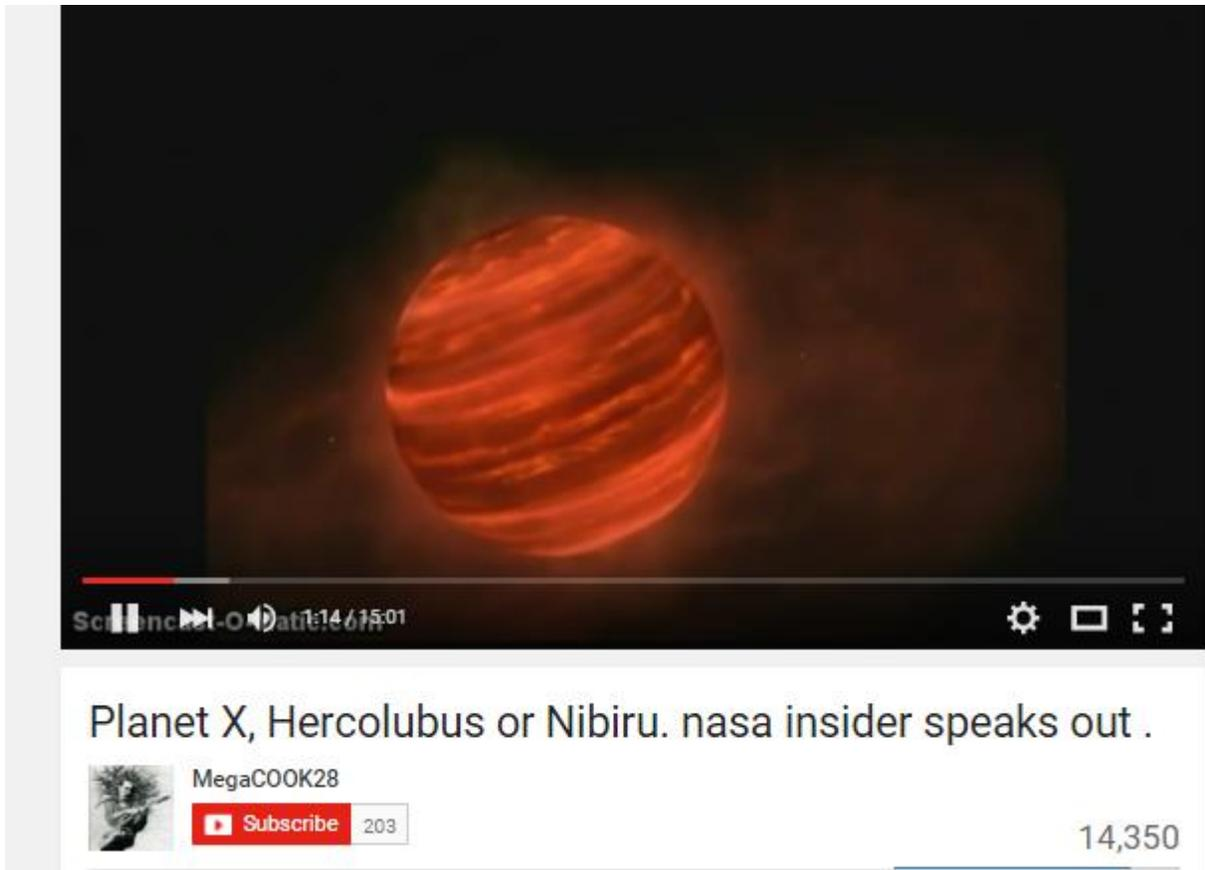 1:14 / 15:01
Planet X, Hercolubus or Nibiru. nasa insider speaks out .
MegaCOOK28
Subscribe 203
14,350